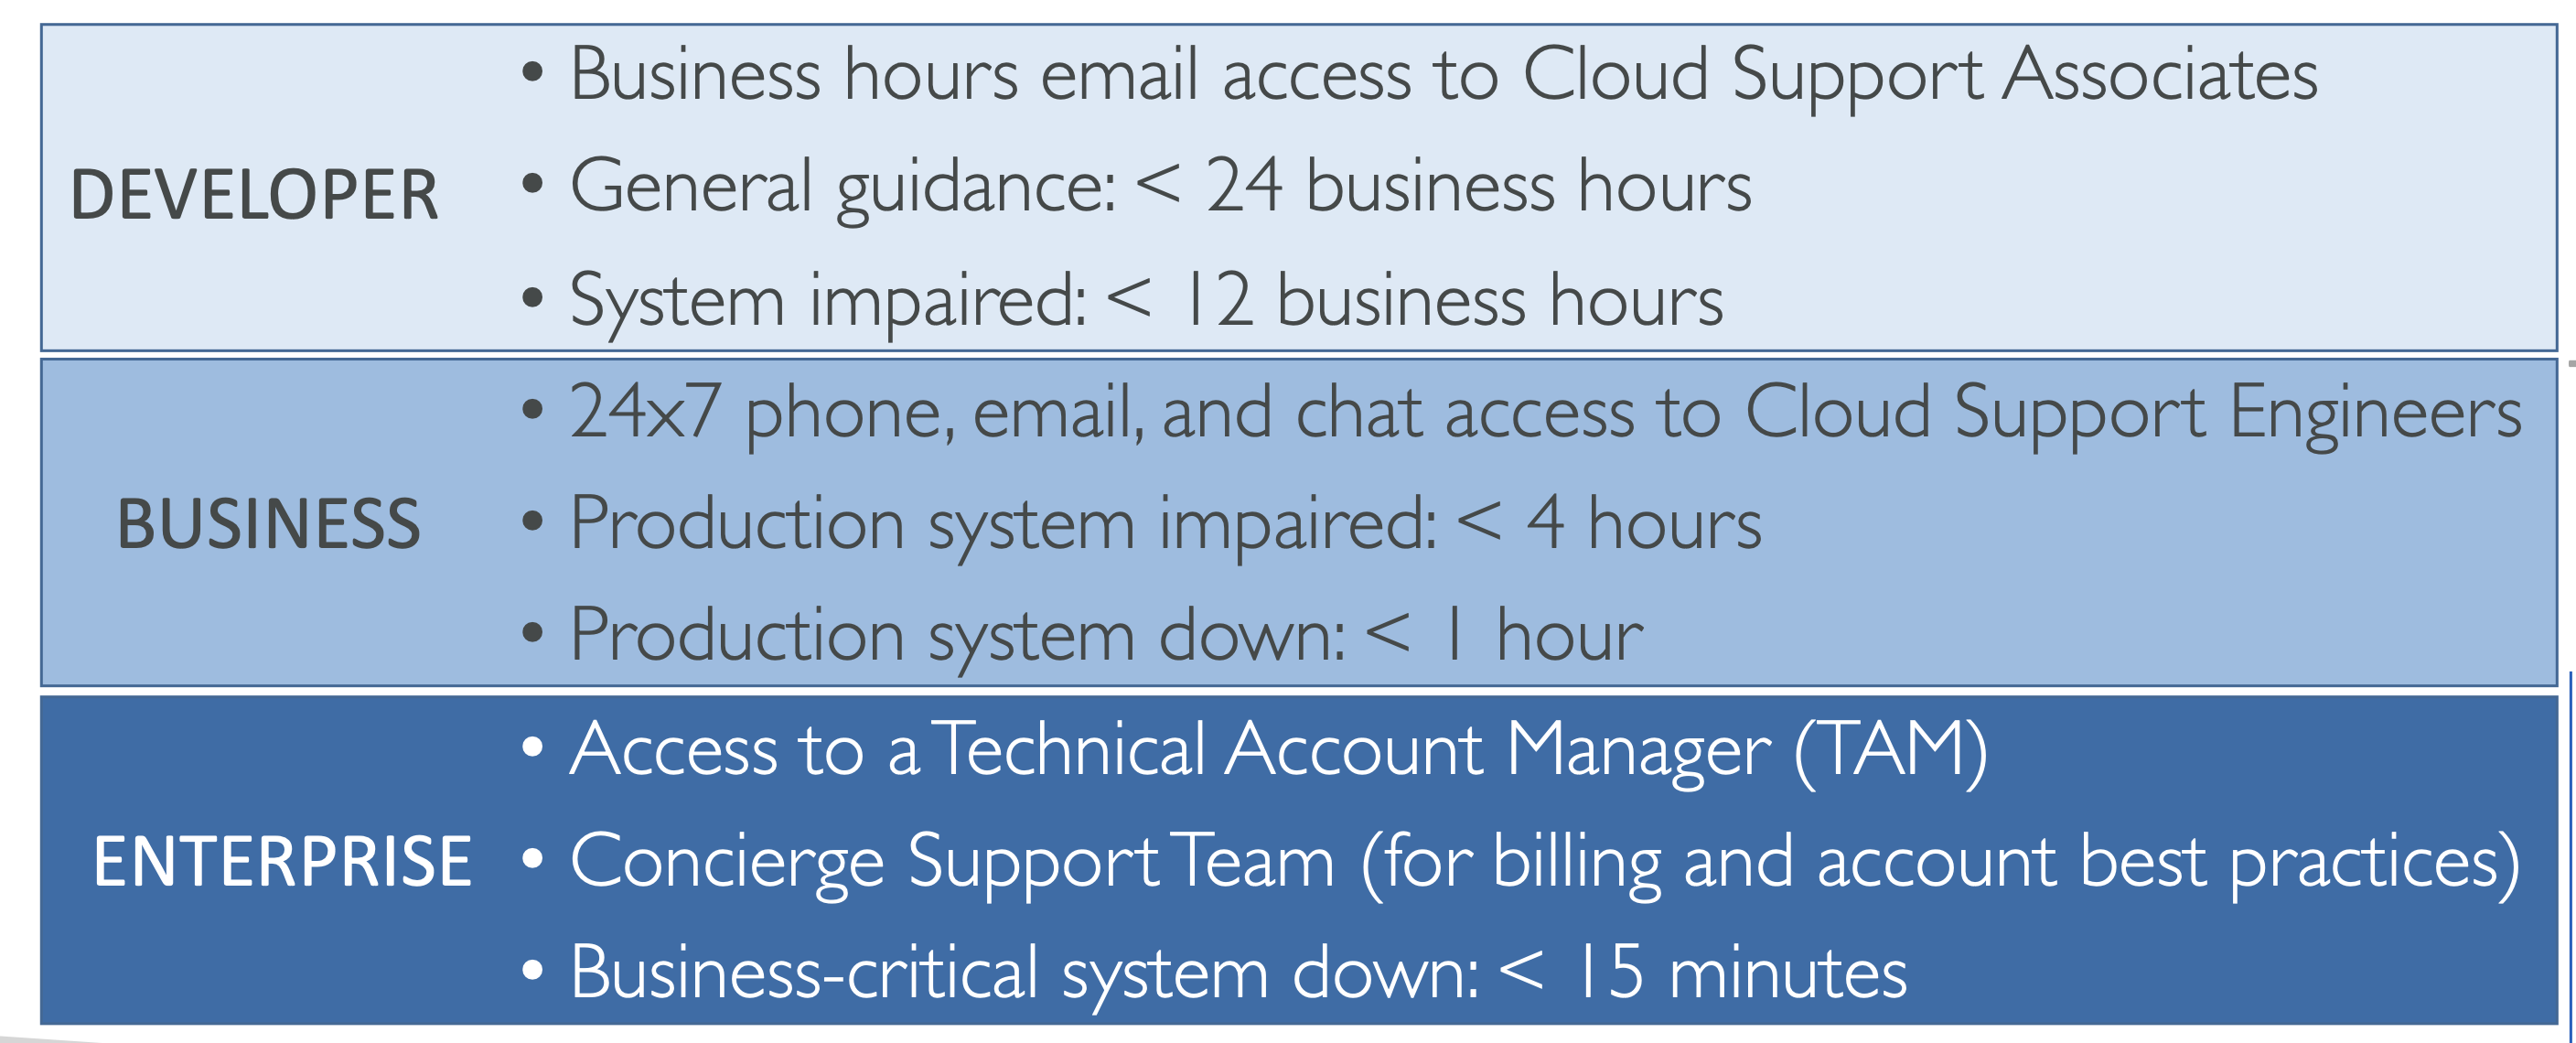 DEVELOPER
• Business hours email access to Cloud Support Associates
• General guidance: < 24 business hours
• System impaired: < 12 business hours
BUSINESS
• 24x7 phone, email, and chat access to Cloud Support Engineers
• Production system impaired: < 4 hours
• Production system down: < 1 hour
ENTERPRISE
• Access to a Technical Account Manager (TAM)
• Concierge Support Team (for billing and account best practices)
• Business-critical system down: < 15 minutes